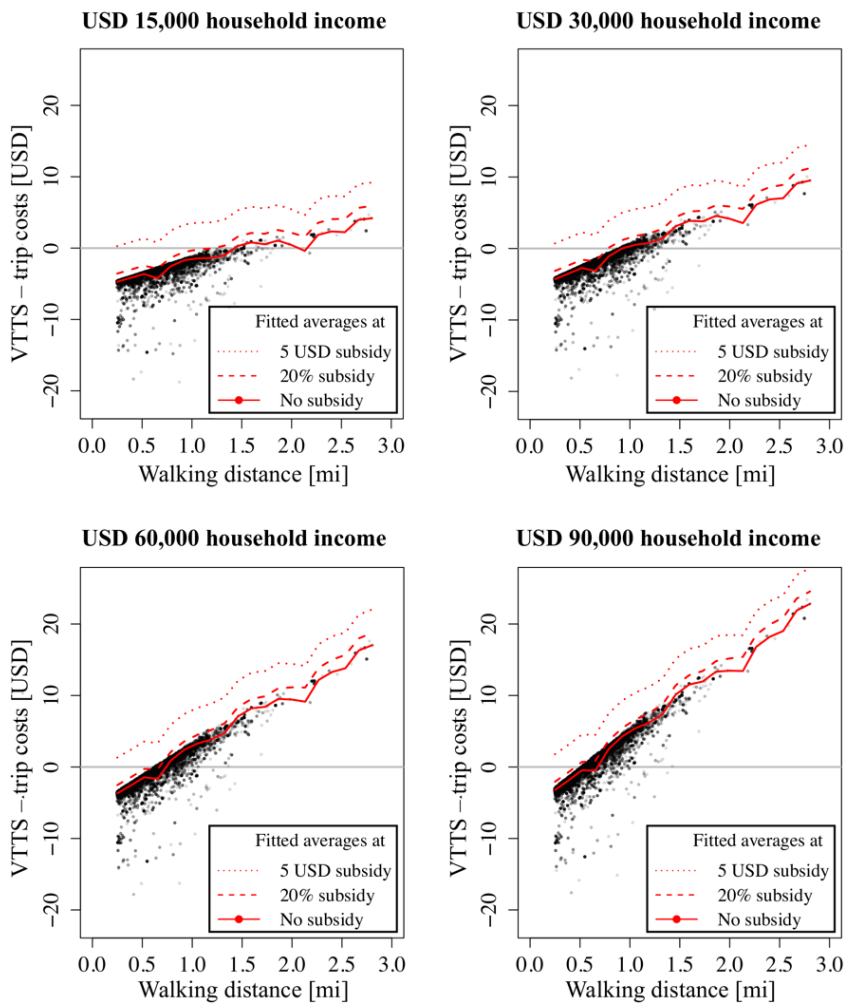 USD 15,000 household income
VTTS − trip costs [USD]
20
10
0
−10
−20
Fitted averages at
5 USD subsidy
20% subsidy
No subsidy
0.0 0.5 1.0 1.5 2.0 2.5 3.0
Walking distance [mi]
USD 30,000 household income
VTTS − trip costs [USD]
20
10
0
−10
−20
Fitted averages at
5 USD subsidy
20% subsidy
No subsidy
0.0 0.5 1.0 1.5 2.0 2.5 3.0
Walking distance [mi]
USD 60,000 household income
VTTS − trip costs [USD]
20
10
0
−10
−20
Fitted averages at
5 USD subsidy
20% subsidy
No subsidy
0.0 0.5 1.0 1.5 2.0 2.5 3.0
Walking distance [mi]
USD 90,000 household income
VTTS − trip costs [USD]
20
10
0
−10
−20
Fitted averages at
5 USD subsidy
20% subsidy
No subsidy
0.0 0.5 1.0 1.5 2.0 2.5 3.0
Walking distance [mi]